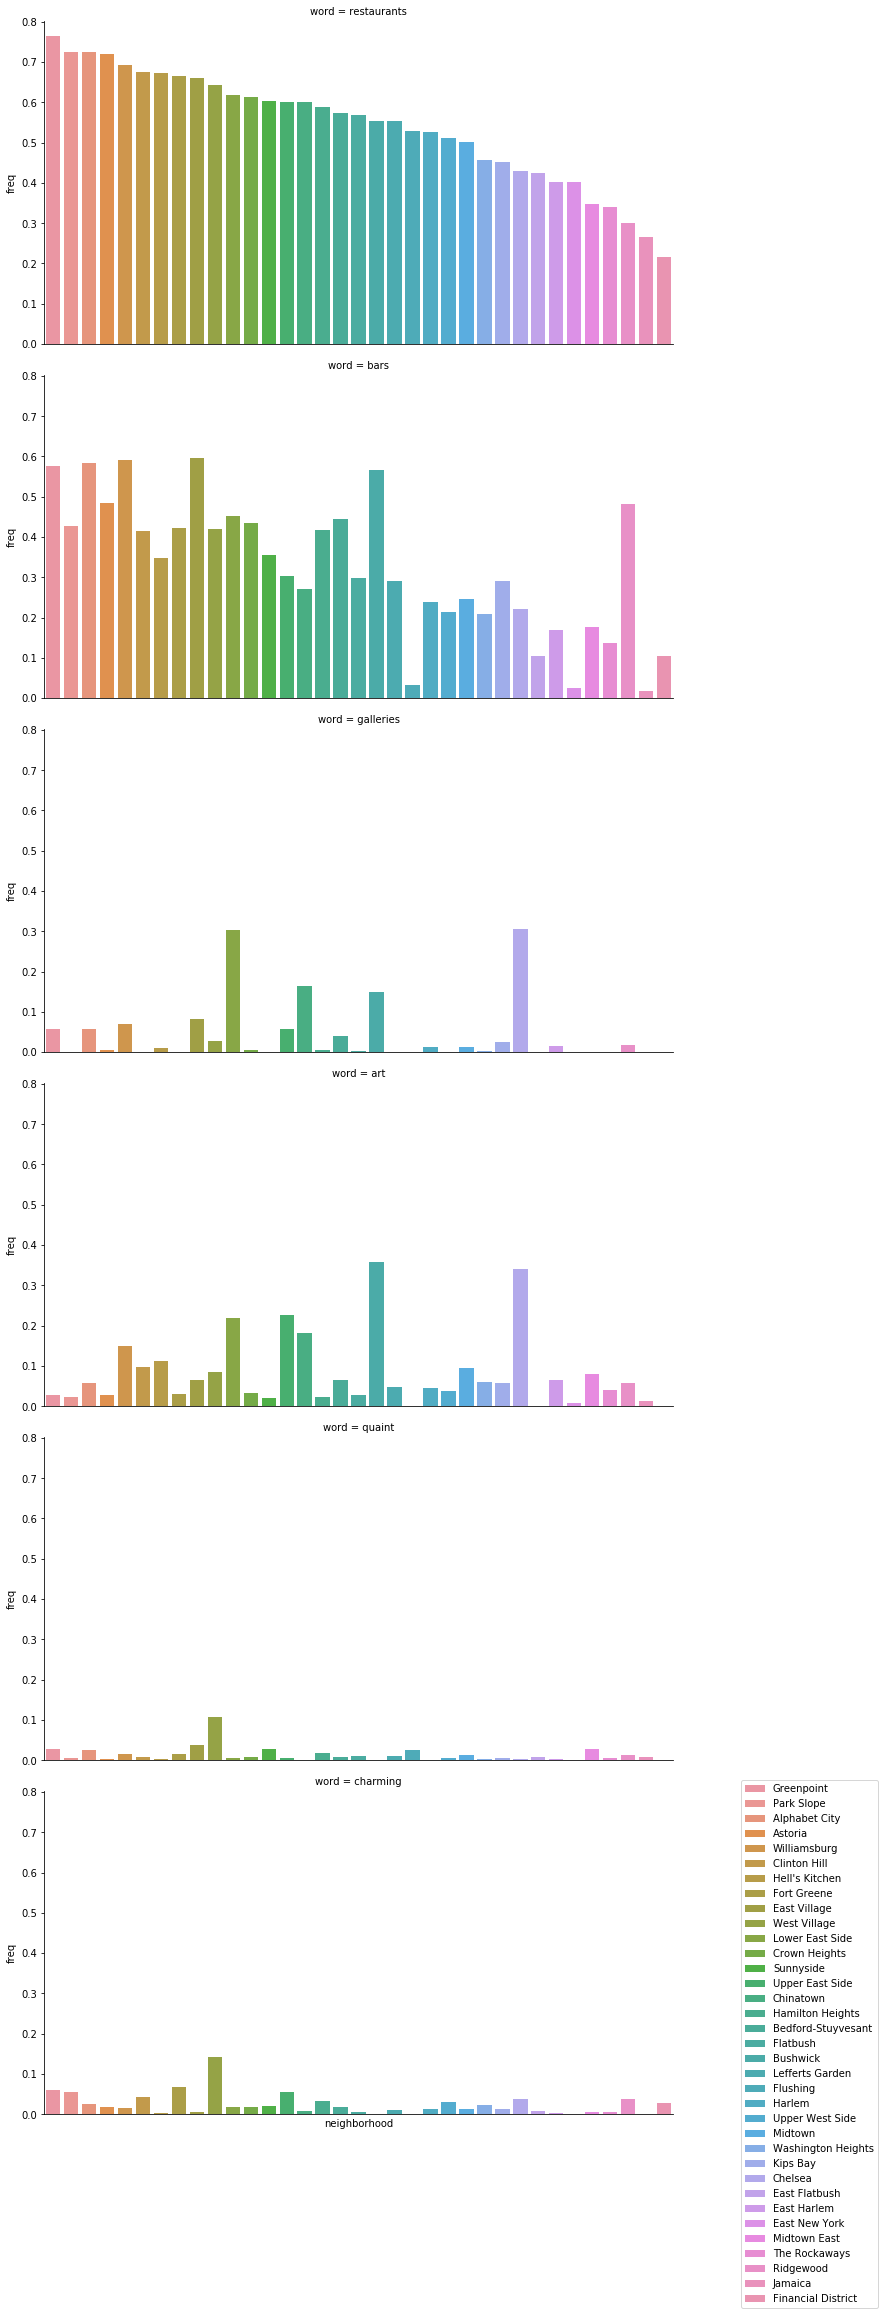 word = restaurants
0.8
0.7
0.6
0.5
0.4
0.3
0.2
0.1
0.0
freq
word = bars
0.8
0.7
0.6
0.5
0.4
0.3
0.2
0.1
0.0
freq
word = galleries
0.8
0.7
0.6
0.5
0.4
0.3
0.2
0.1
0.0
freq
word = art
0.8
0.7
0.6
0.5
0.4
0.3
0.2
0.1
0.0
freq
word = quaint
0.8
0.7
0.6
0.5
0.4
0.3
0.2
0.1
0.0
freq
word = charming
0.8
0.7
0.6
0.5
0.4
0.3
0.2
0.1
0.0
freq
neighborhood
Greenpoint
Park Slope
Alphabet City
Astoria
Williamsburg
Clinton Hill
Hell's Kitchen
Fort Greene
East Village
West Village
Lower East Side
Crown Heights
Sunnyside
Upper East Side
Chinatown
Hamilton Heights
Bedford-Stuyvesant
Flatbush
Bushwick
Lefferts Garden
Flushing
Harlem
Upper West Side
Midtown
Washington Heights
Kips Bay
Chelsea
East Flatbush
East Harlem
East New York
Midtown East
The Rockaways
Ridgewood
Jamaica
Financial District